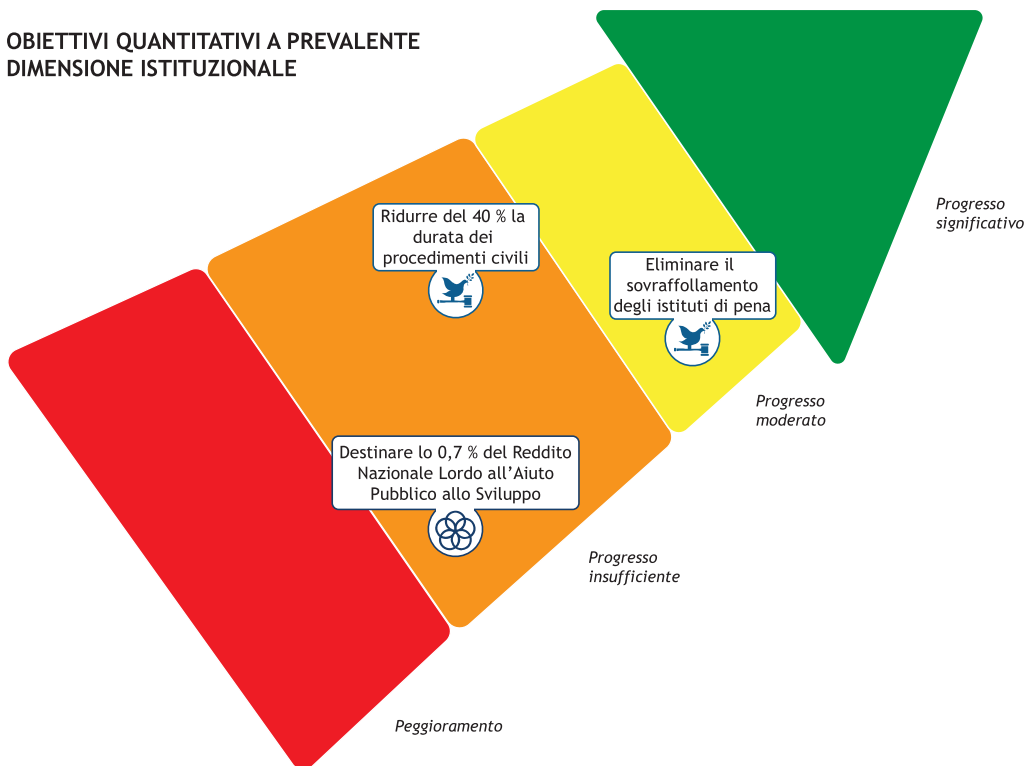 OBIETTIVI QUANTITATIVI A PREVALENTE
DIMENSIONE ISTITUZIONALE
Progresso
significativo
Ridurre del 40 % la
durata dei
procedimenti civili
Eliminare il
sovraffollamento
degli istituti di pena
Progresso
moderato
Destinare lo 0,7 % del Reddito
Nazionale Lordo all’Aiuto
Pubblico allo Sviluppo
Progresso
insufficiente
Peggioramento